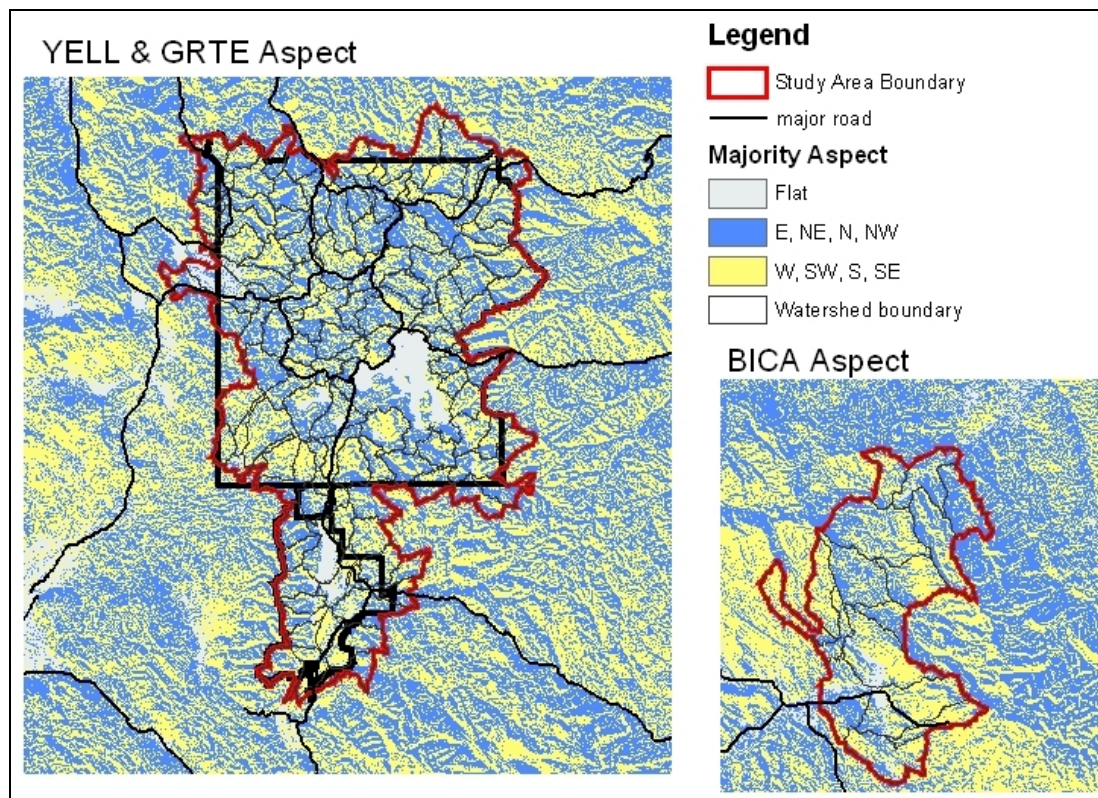 YELL & GRTE Aspect
Legend
Study Area Boundary
major road
Majority Aspect
Flat
E, NE, N, NW
W, SW, S, SE
Watershed boundary
BICA Aspect